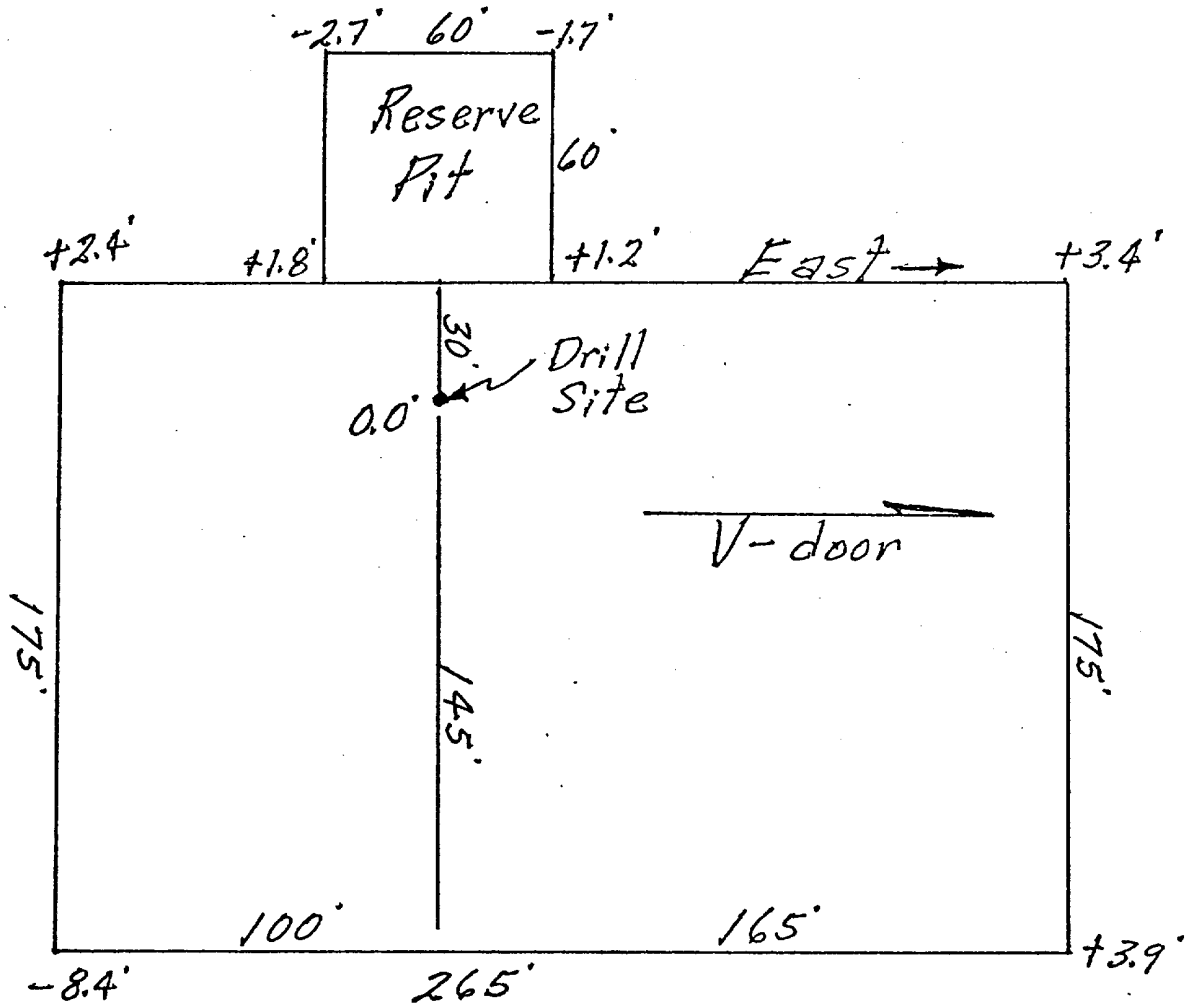 -2.7' 60' -1.7'
Reserve
Pit
60'
+2.4' +1.8' +1.2' East +3.4'
30'
Drill
Site
0.0'
V-door
175'
145'
175'
100' 165'
-8.4' 265' +3.9'